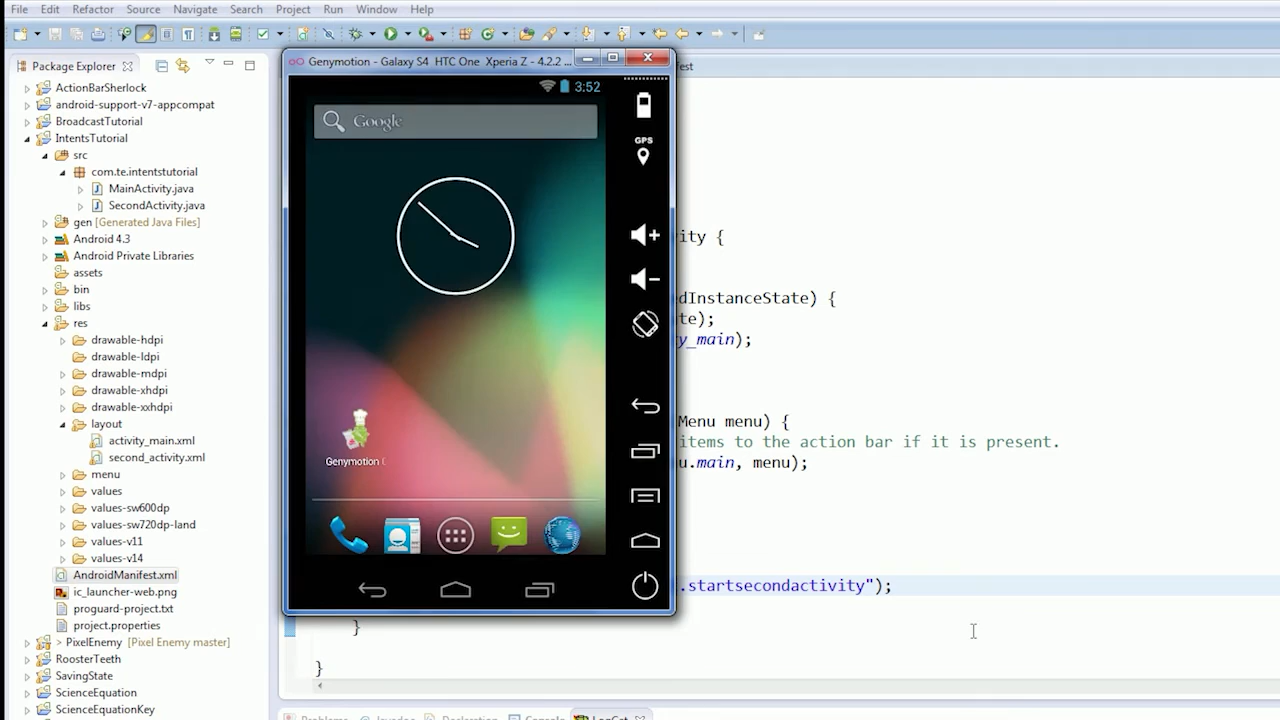 File Edit Refactor Source Navigate Search Project Run Window Help
Package Explorer
ActionBarSherlock
android-support-v7-appcompat
BroadcastTutorial
IntentsTutorial
src
com.te.intentstutorial
MainActivity.java
SecondActivity.java
gen [Generated Java Files]
Android 4.3
Android Private Libraries
assets
bin
libs
res
drawable-hdpi
drawable-ldpi
drawable-mdpi
drawable-xhdpi
drawable-xxhdpi
layout
activity_main.xml
second_activity.xml
menu
values
values-sw600dp
values-sw720dp-land
values-v11
values-v14
AndroidManifest.xml
ic_launcher-web.png
proguard-project.txt
project.properties
> PixelEnemy [Pixel Enemy master]
RoosterTeeth
SavingState
ScienceEquation
ScienceEquationKey
Genymotion - Galaxy S4 HTC One Xperia Z - 4.2.2 ...
3:52
Google
GPS
Genymotion
ity {
edInstanceState) {
te);
y_main);
Menu menu) {
items to the action bar if it is present.
u.main, menu);
.startsecondactivity");
}
}
Problems Javadoc Declaration Console LogCat